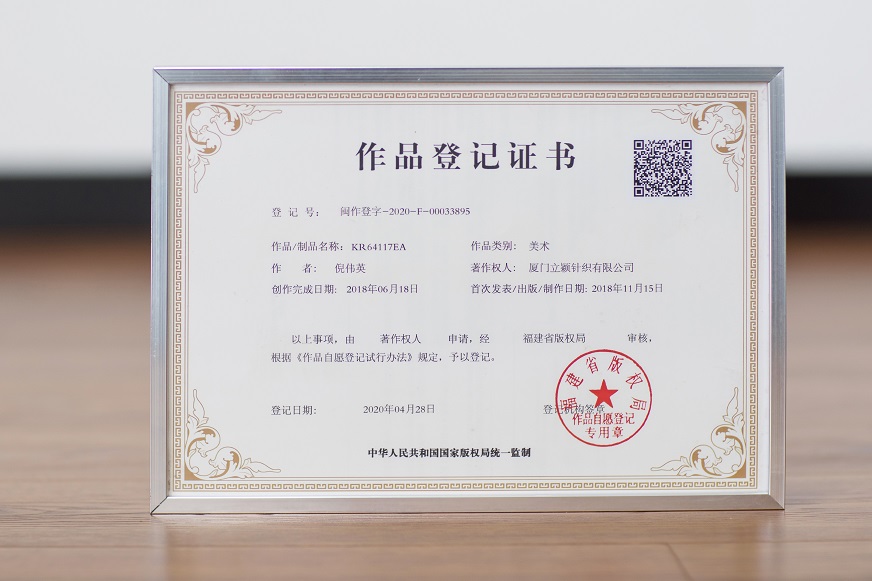 作品登记证书
登 记 号： 闽作登字-2020-F-00033895
作品/制品名称：KR64117EA 作品类别： 美术
作 者： 倪伟英 著作权人： 厦门立颖针织有限公司
创作完成日期： 2018年06月18日 首次发表/出版/制作日期：2018年11月15日
以上事项，由 著作权人 申请，经 福建省版权局 审核，
根据《作品自愿登记试行办法》规定，予以登记。
登记日期： 2020年04月28日 登记机构签章
福建省版权局
作品自愿登记
专用章
中华人民共和国国家版权局统一监制